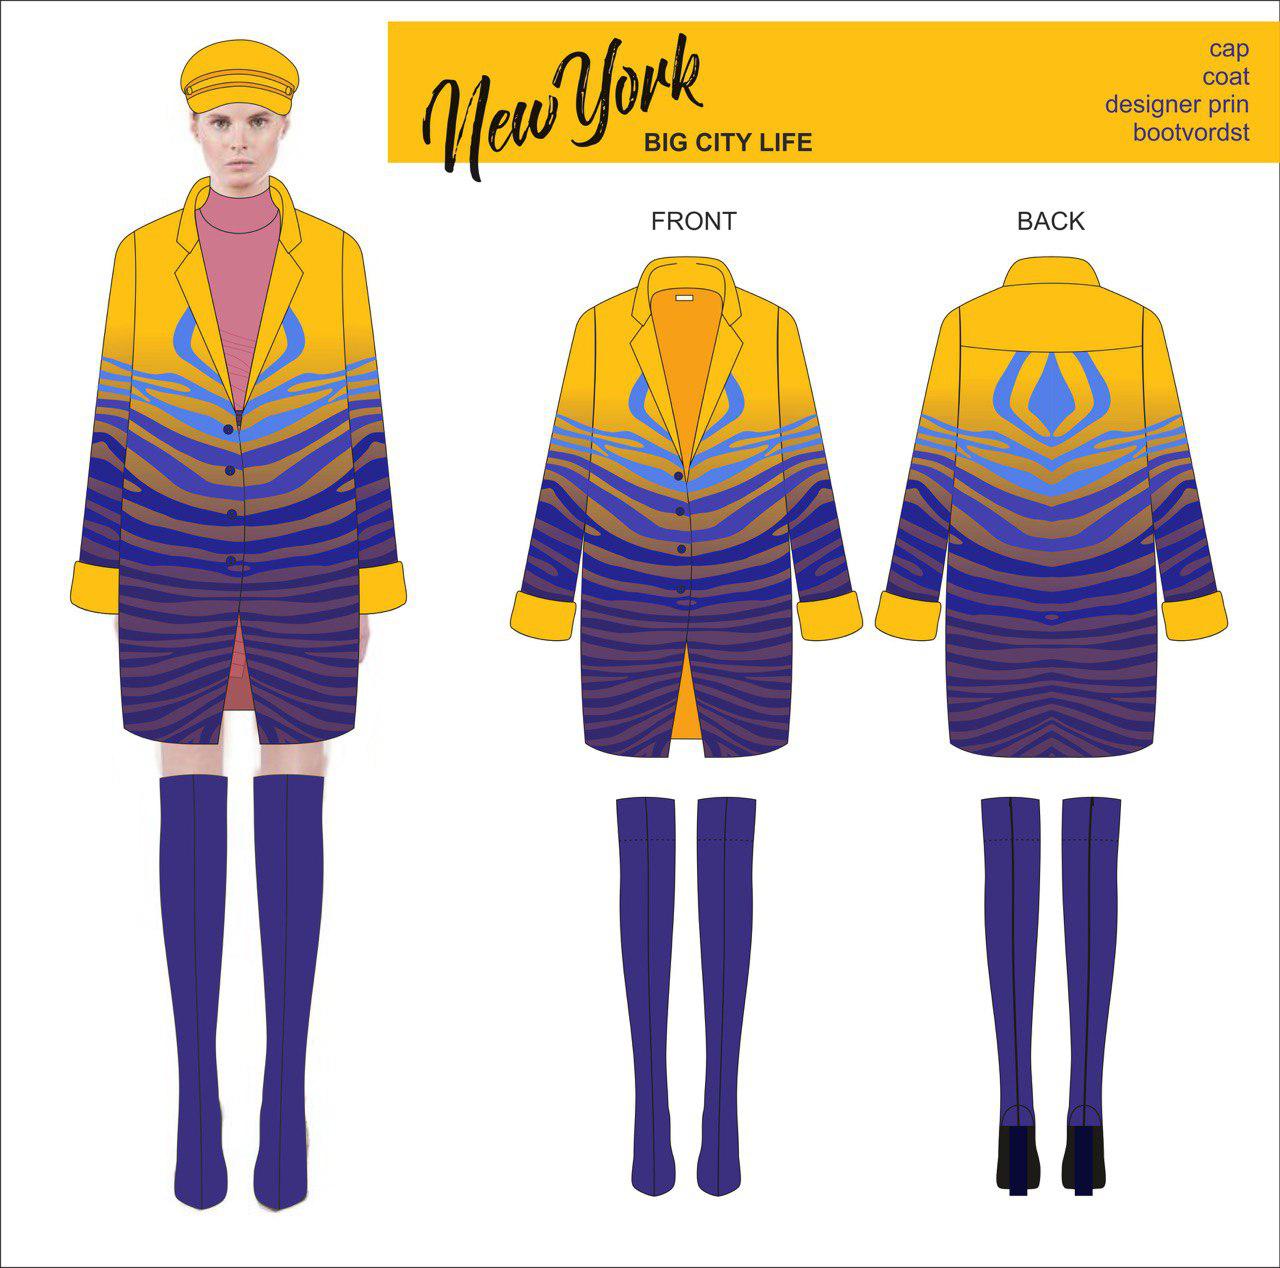 New York
BIG CITY LIFE
cap
coat
designer prin
bootvordst
FRONT
BACK